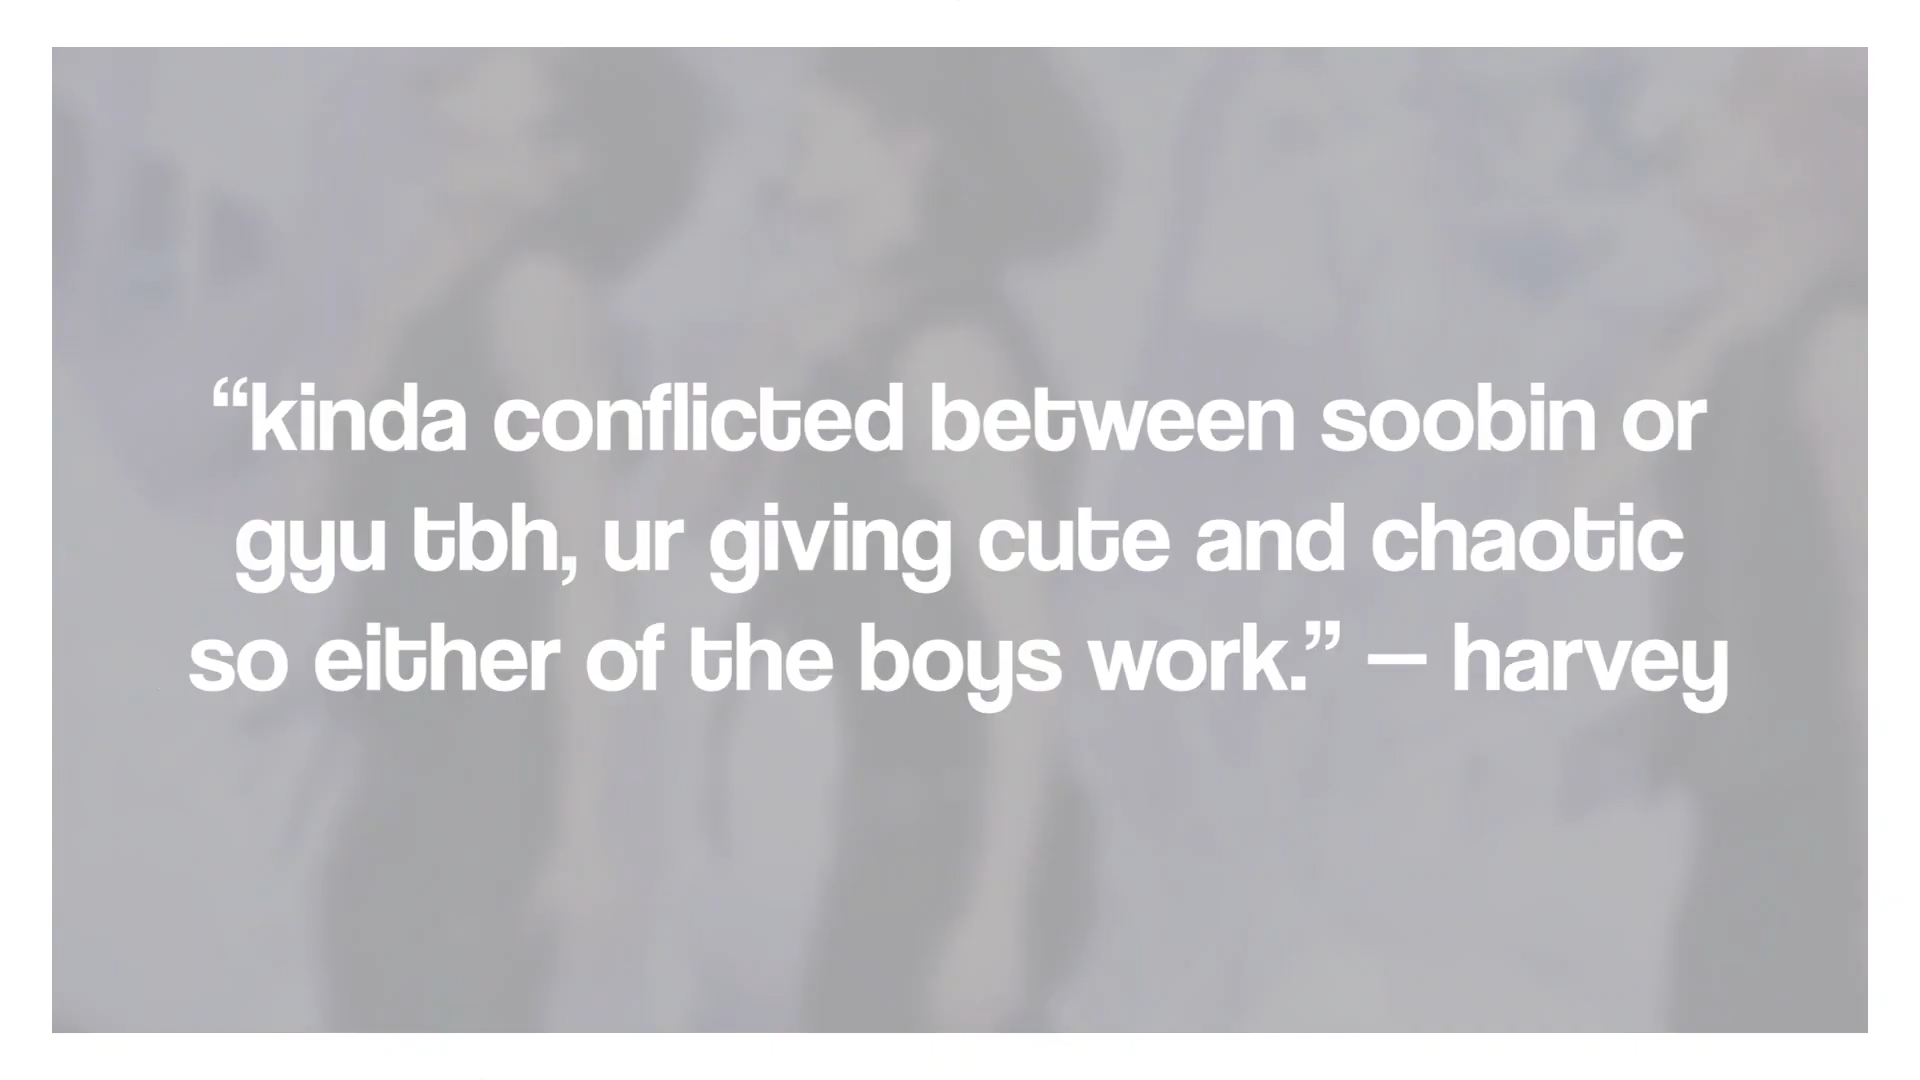 “kinda conflicted between soobin or
gyu tbh, ur giving cute and chaotic
so either of the boys work.” — harvey